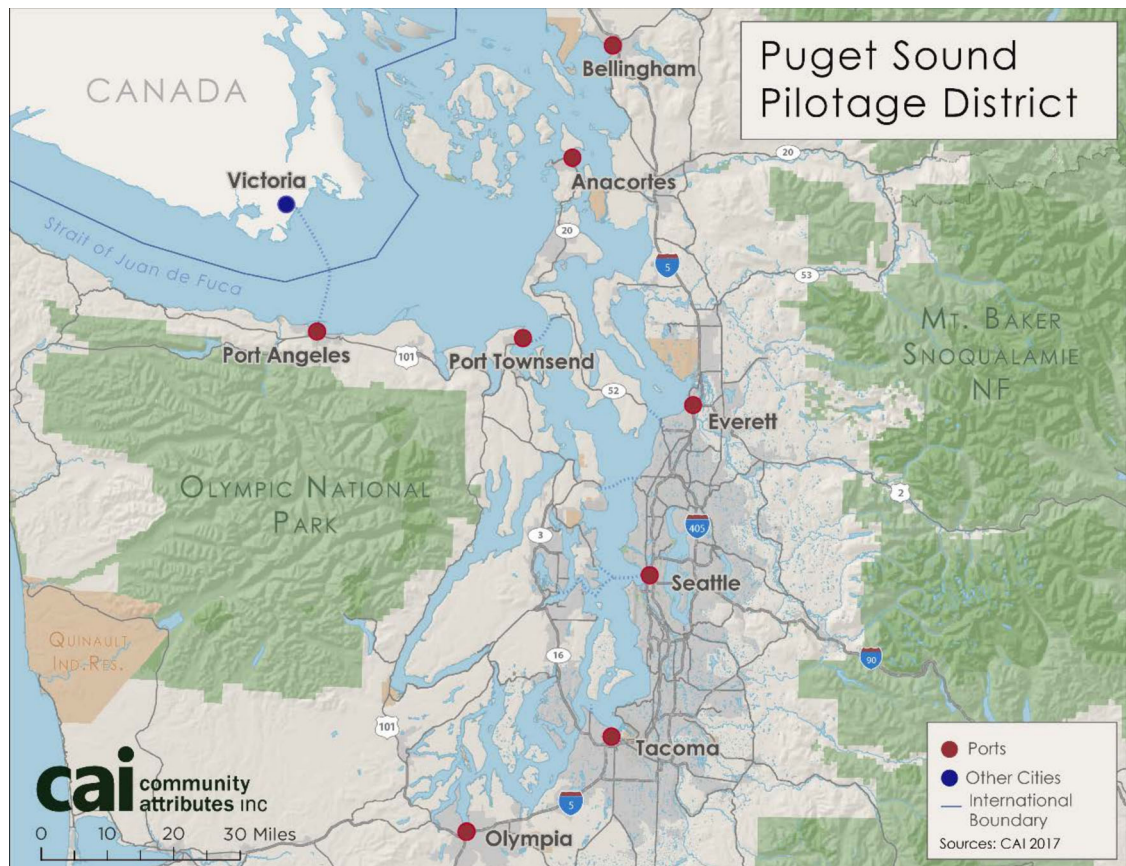 Puget Sound
Pilotage District
CANADA
Bellingham
Anacortes
Victoria
Strait of Juan de Fuca
20
20
5
53
Port Angeles
101
Port Townsend
52
Everett
MT. BAKER
SNOQUALAMIE
NF
OLYMPIC NATIONAL
PARK
2
3
405
Seattle
QUINAULT
IND.RES.
16
90
101
Tacoma
5
Olympia
cai community
attributes INC
0 10 20 30 Miles
Ports
Other Cities
International
Boundary
Sources: CAI 2017